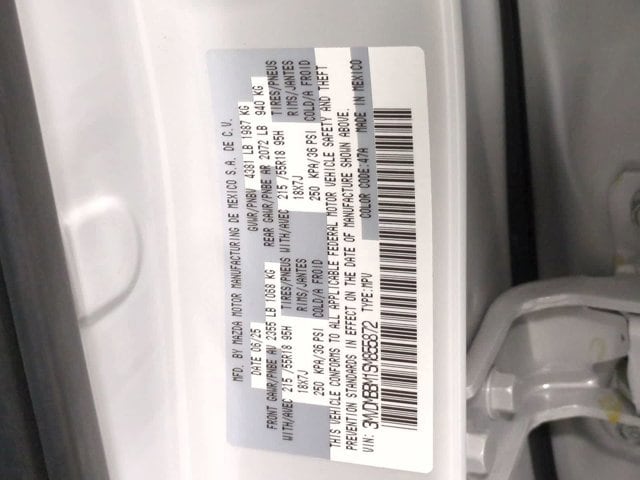 MFD. BY MAZDA MOTOR MANUFACTURING DE MEXICO S.A. DE C.V.
DATE 06/25 GVWR/PNBV 4381 LB 1987 KG
FRONT GAWR/PNBE AV 2355 LB 1068 KG REAR GAWR/PNBE AR 2072 LB 940 KG
WITH/AVEC 215 /55R18 95H TIRES/PNEUS WITH/AVEC 215 /55R18 95H TIRES/PNEUS
18X7J RIMS/JANTES 18X7J RIMS/JANTES
250 KPA/36 PSI COLD/A FROID 250 KPA/36 PSI COLD/A FROID
THIS VEHICLE CONFORMS TO ALL APPLICABLE FEDERAL MOTOR VEHICLE SAFETY AND THEFT
PREVENTION STANDARDS IN EFFECT ON THE DATE OF MANUFACTURE SHOWN ABOVE.
VIN: TYPE:MPV COLOR CODE:47A MADE IN MEXICO